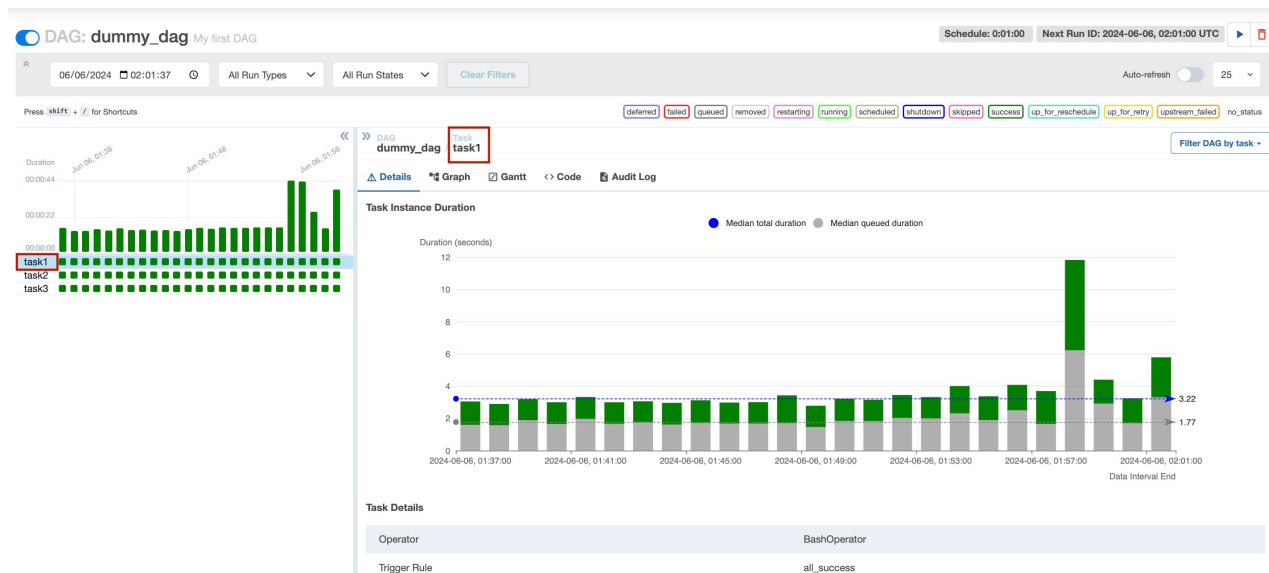 DAG: dummy_dag My first DAG
Schedule: 0:01:00 Next Run ID: 2024-06-06, 02:01:00 UTC
06/06/2024 02:01:37 All Run Types All Run States Clear Filters Auto-refresh 25
Press shift + / for Shortcuts
deferred failed queued removed restarting running scheduled shutdown skipped success up_for_reschedule up_for_retry upstream_failed no_status
Duration
Jun 06, 01:38 Jun 06, 01:48 Jun 06, 01:58
00:00:44
00:00:22
00:00:00
task1
task2
task3
DAG
dummy_dag /
Task
task1
Filter DAG by task
Details Graph Gantt <> Code Audit Log
Task Instance Duration
Median total duration Median queued duration
Duration (seconds)
12
10
8
6
4
3.22
2
1.77
0
2024-06-06, 01:37:00 2024-06-06, 01:41:00 2024-06-06, 01:45:00 2024-06-06, 01:49:00 2024-06-06, 01:53:00 2024-06-06, 01:57:00 2024-06-06, 02:01:00
Data Interval End
Task Details
Operator BashOperator
Trigger Rule all_success